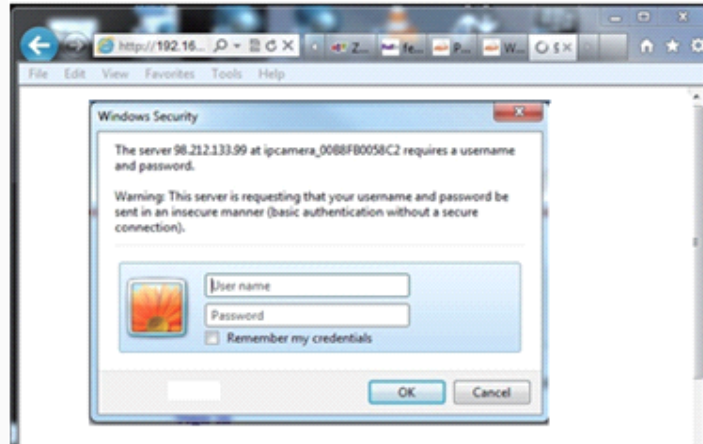 http://192.16...
Z...
fe...
P...
W...
File Edit View Favorites Tools Help
Windows Security
The server 98.212.133.99 at ipcamera_00B8FB0058C2 requires a username
and password.
Warning: This server is requesting that your username and password be
sent in an insecure manner (basic authentication without a secure
connection).
User name
Password
Remember my credentials
OK Cancel